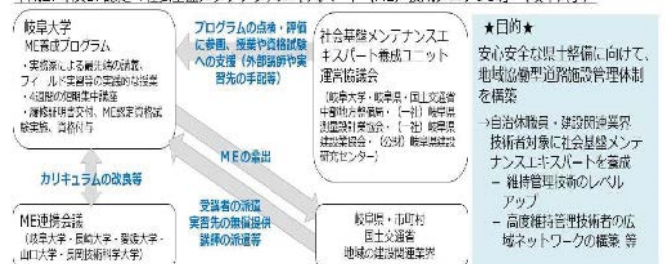 岐阜大学
ME養成プログラム
・実務家による最先端の講義、
フィールド実習等の実践的な授業
・4週間の短期集中講座
・履修証明書交付、ME認定資格試
験実施、資格付与
プログラムの点検・評価
に参画、授業や資格試験
への支援（外部講師や実
習先の手配等）
社会基盤メンテナンスエ
キスパート養成ユニット
運営協議会
（岐阜大学・岐阜県・国土交通省
中部地方整備局・（一社）岐阜県
測量設計業協会・（一社）岐阜県
建設業協会・（公財）岐阜県建設
研究センター）
★目的★
安心安全な県土整備に向けて、
地域協働型道路施設管理体制
を構築
→自治体職員・建設関連業界
技術者対象に社会基盤メンテ
ナンスエキスパートを養成
– 維持管理技術のレベル
アップ
– 高度維持管理技術者の広
域ネットワークの構築 等
カリキュラムの改良等
MEの輩出
受講者の派遣
実習先の無償提供
講師の派遣等
ME連携会議
（岐阜大学・長崎大学・愛媛大学・
山口大学・長岡技術科学大学）
岐阜県・市町村
国土交通省
地域の建設関連業界